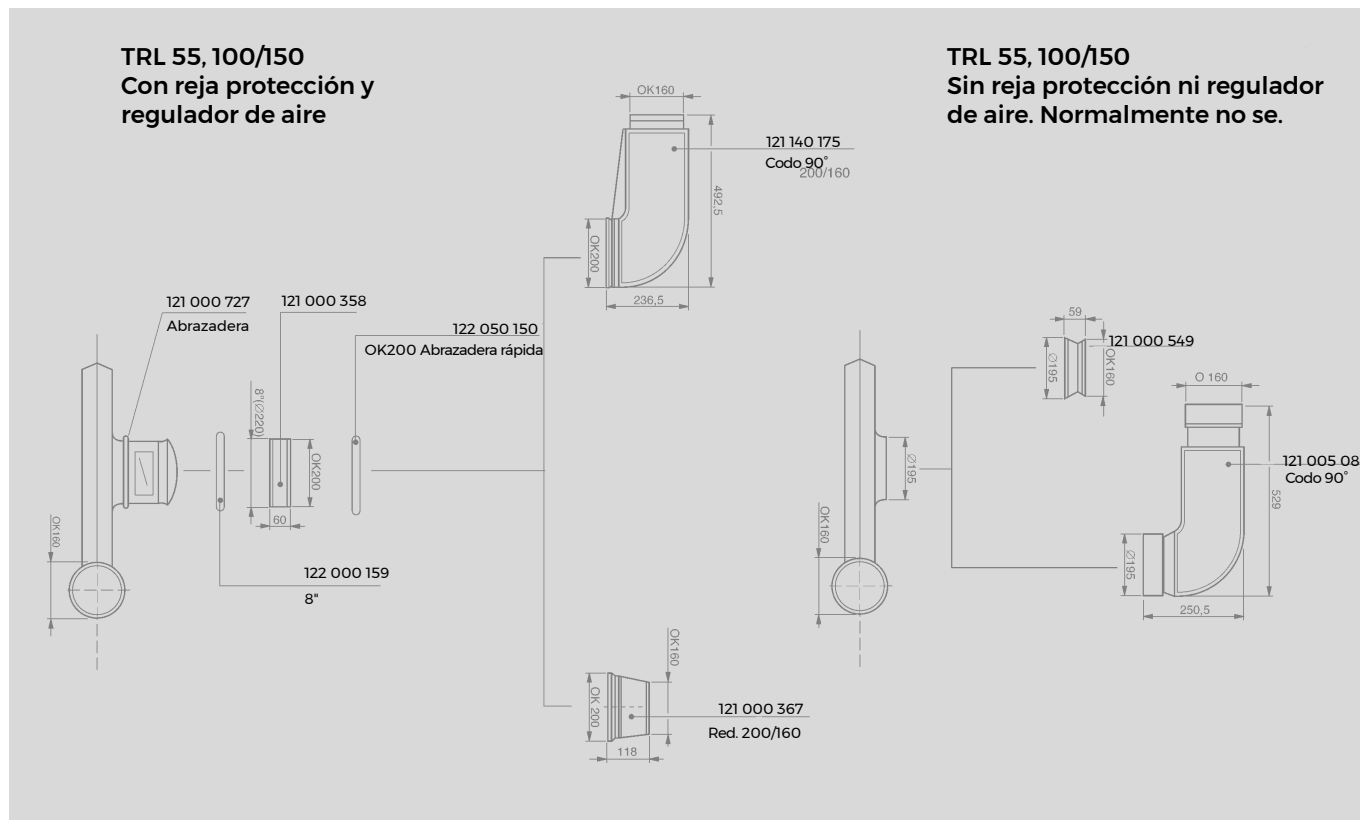 TRL 55, 100/150
Con reja protección y
regulador de aire
OK160
121 140 175
Codo 90°
200/160
492,5
OK200
236,5
121 000 727
Abrazadera
121 000 358
122 050 150
OK200 Abrazadera rápida
8"(∅220)
OK200
60
OK160
122 000 159
8"
OK160
OK 200
118
121 000 367
Red. 200/160
TRL 55, 100/150
Sin reja protección ni regulador
de aire. Normalmente no se.
59
121 000 549
∅195
OK160
O 160
∅195
121 005 08
Codo 90°
529
OK160
∅195
250,5